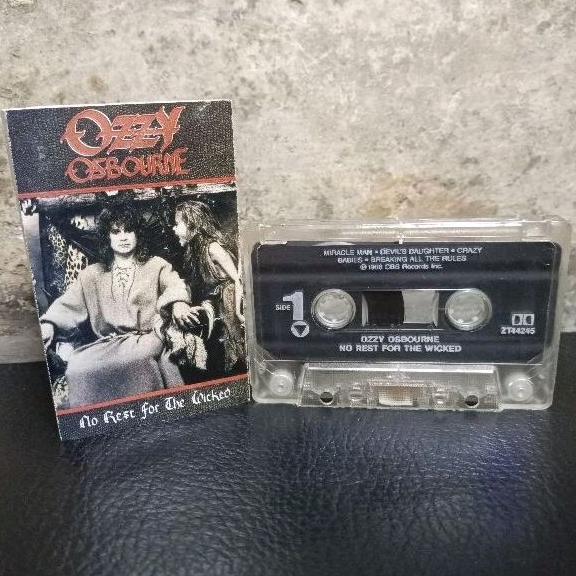 OZZY
OSBOURNE
No Rest for The Wicked
MIRACLE MAN • DEVIL'S DAUGHTER • CRAZY
BABIES • BREAKING ALL THE RULES
℗ 1988 CBS Records Inc.
SIDE 1
ZT44245
OZZY OSBOURNE
NO REST FOR THE WICKED